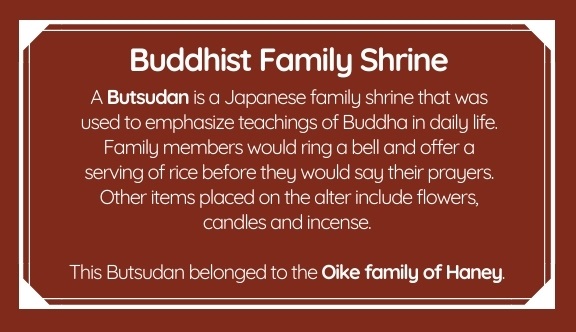 Buddhist Family Shrine
A Butsudan is a Japanese family shrine that was
used to emphasize teachings of Buddha in daily life.
Family members would ring a bell and offer a
serving of rice before they would say their prayers.
Other items placed on the alter include flowers,
candles and incense.
This Butsudan belonged to the Oike family of Haney.